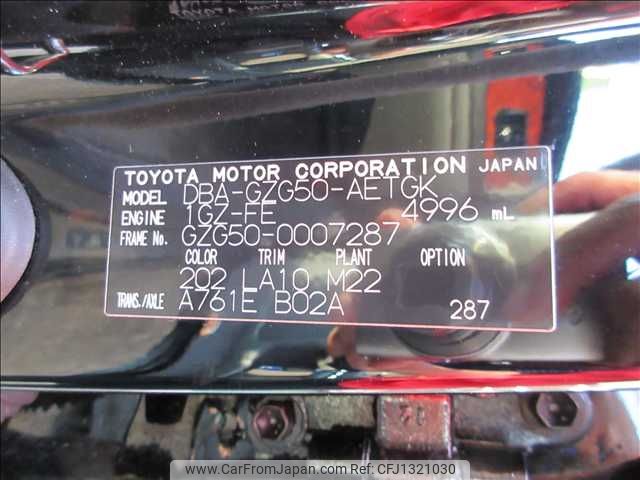 TOYOTA MOTOR CORPORATION JAPAN
MODEL DBA-GZG50-AETGK
ENGINE 1GZ-FE 4996 mL
FRAME No. GZG50-0007287
COLOR TRIM PLANT OPTION
202 LA10 M22
TRANS./AXLE A761E B02A 287
12
www.CarFromJapan.com - CFJ1321030